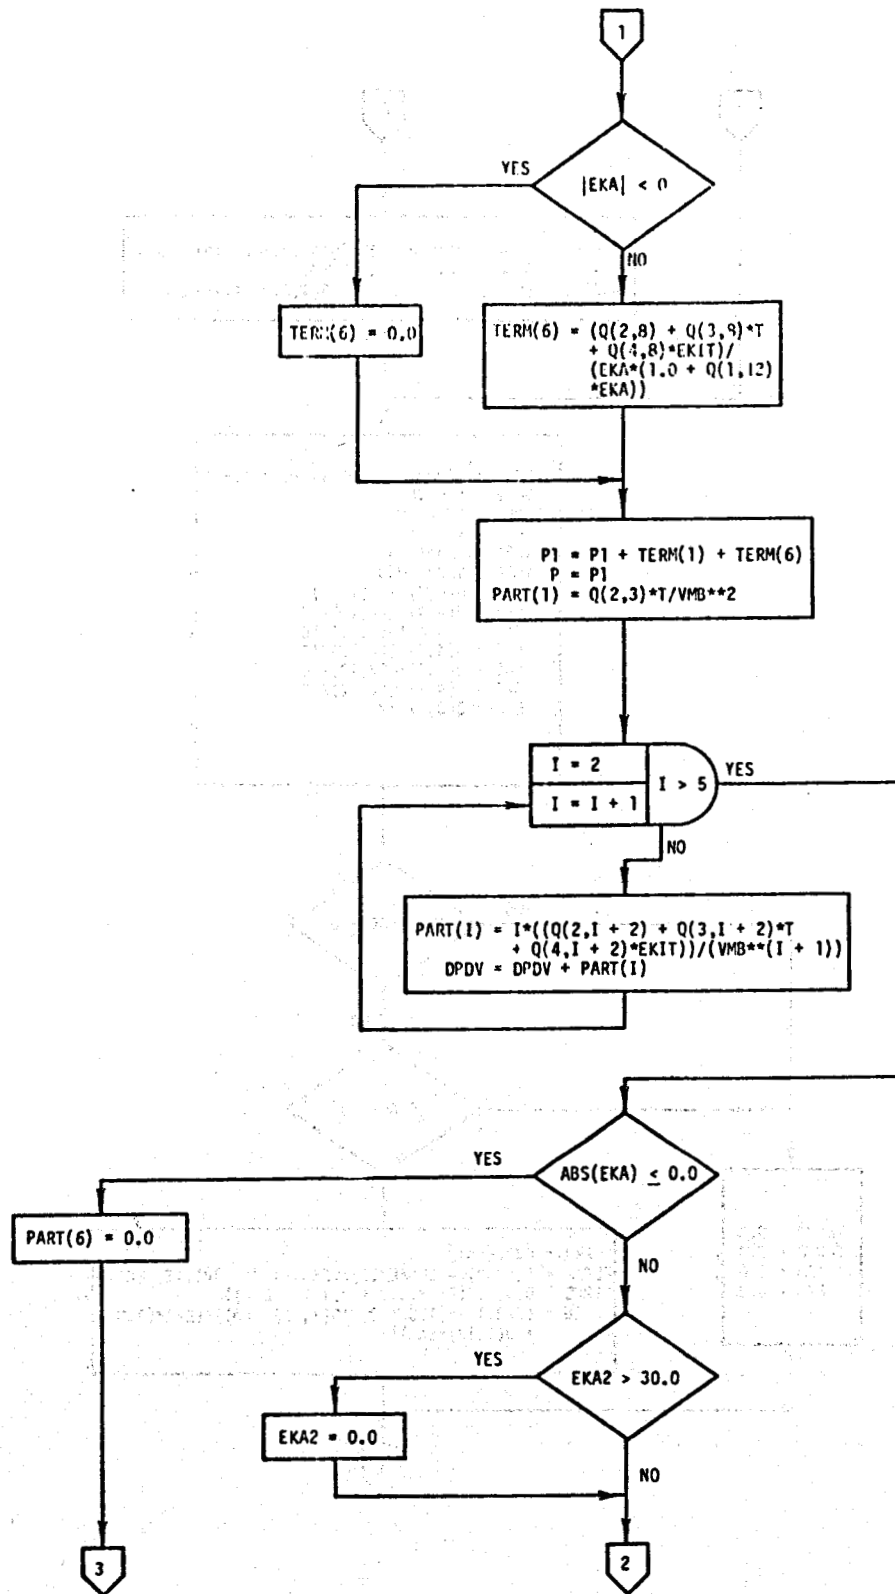 1
YES
|EKA| < 0
NO
TERM(6) = 0.0
TERM(6) = (Q(2,8) + Q(3,8)*T
+ Q(4,8)*EKIT)/
(EKA*(1.0 + Q(1,12)
*EKA))
P1 = P1 + TERM(1) + TERM(6)
P = P1
PART(1) = Q(2,3)*T/VMB**2
I = 2
I = I + 1
I > 5
YES
NO
PART(I) = I*((Q(2,I + 2) + Q(3,I + 2)*T
+ Q(4,I + 2)*EKIT))/(VMB**(I + 1))
DPDV = DPDV + PART(I)
YES
ABS(EKA) ≤ 0.0
PART(6) = 0.0
NO
YES
EKA2 > 30.0
EKA2 = 0.0
NO
3
2